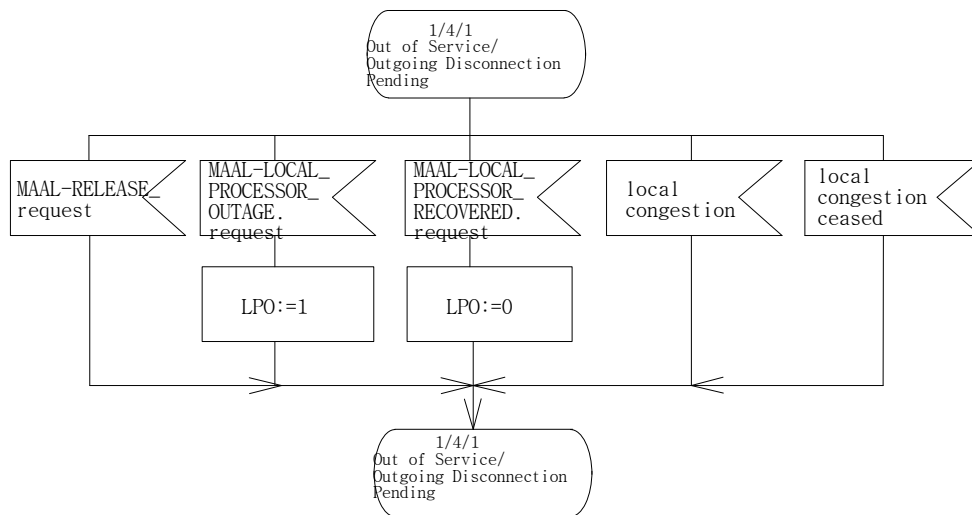 1/4/1
Out of Service/
Outgoing Disconnection
Pending
MAAL-RELEASE_
request
MAAL-LOCAL_
PROCESSOR_
OUTAGE.
request
MAAL-LOCAL_
PROCESSOR_
RECOVERED.
request
local
congestion
local
congestion
ceased
LPO:=1
LPO:=0
1/4/1
Out of Service/
Outgoing Disconnection
Pending